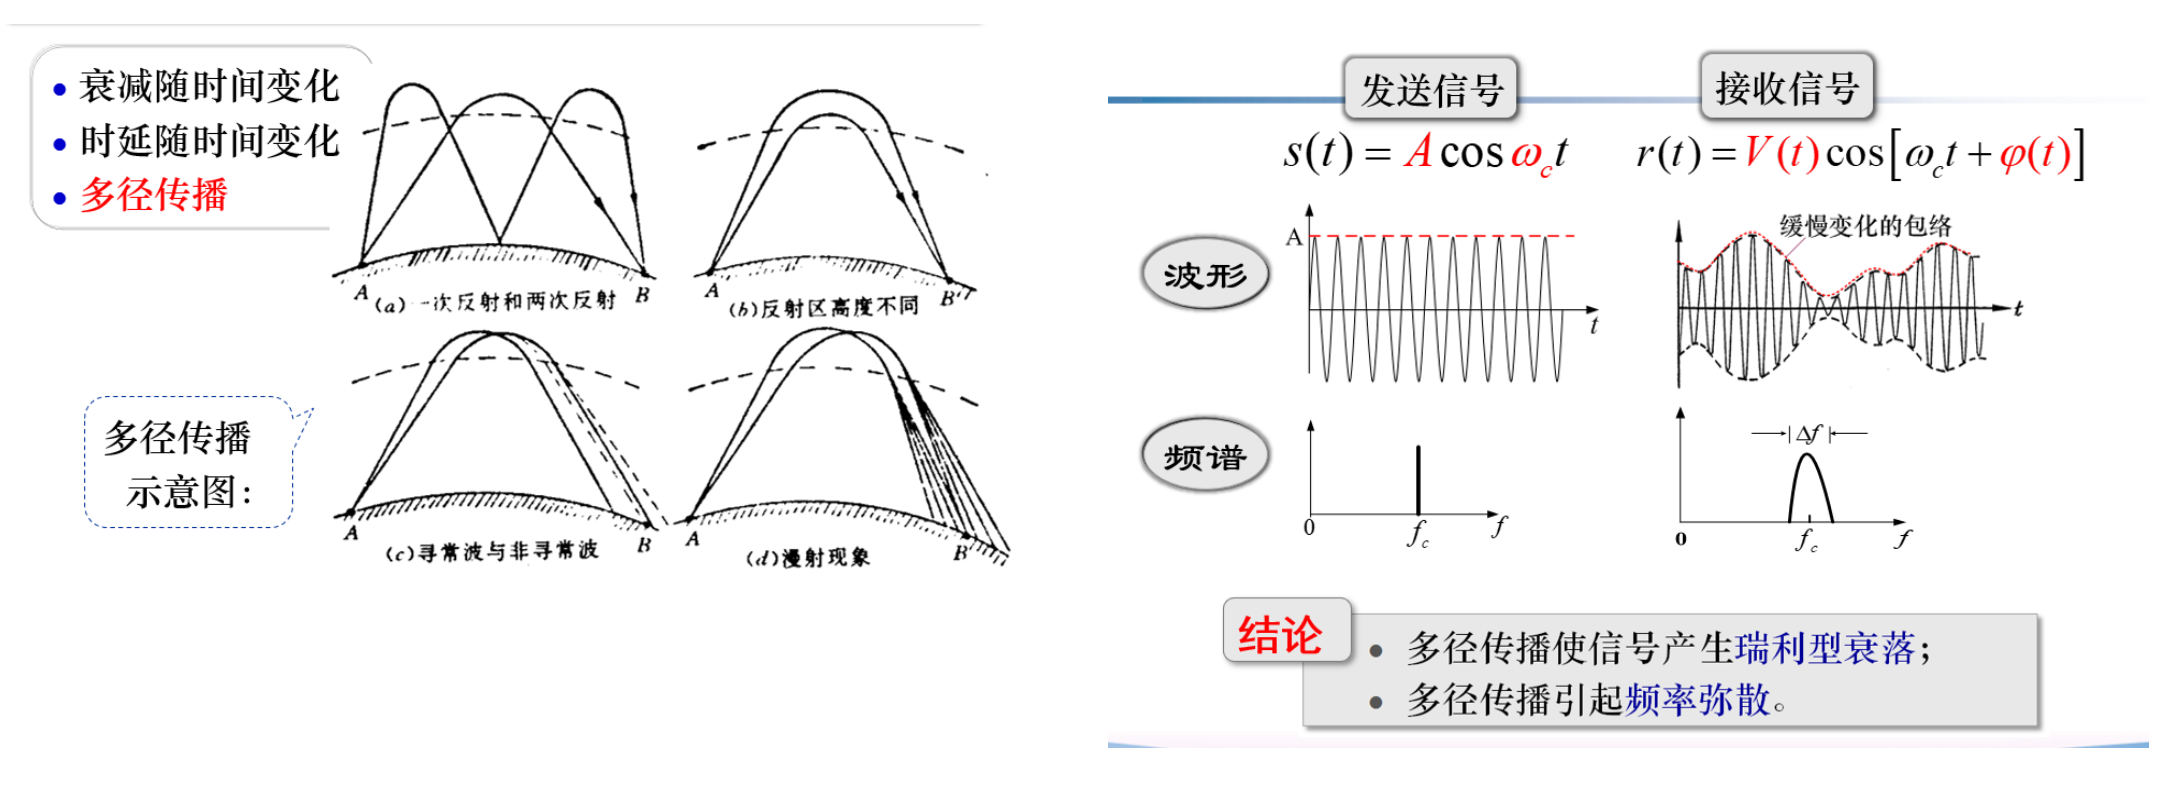 • 衰减随时间变化
• 时延随时间变化
• 多径传播
A (a)一次反射和两次反射 B
A (b)反射区高度不同 B'
A (c)寻常波与非寻常波 B
A (d)漫射现象 B
多径传播
示意图：
发送信号 接收信号
s(t) = A cos ω_c t r(t) = V(t) cos[ω_c t + φ(t)]
波形
A
t
缓慢变化的包络
t
频谱
0 f_c f
Δf
0 f_c f
结论
• 多径传播使信号产生瑞利型衰落；
• 多径传播引起频率弥散。